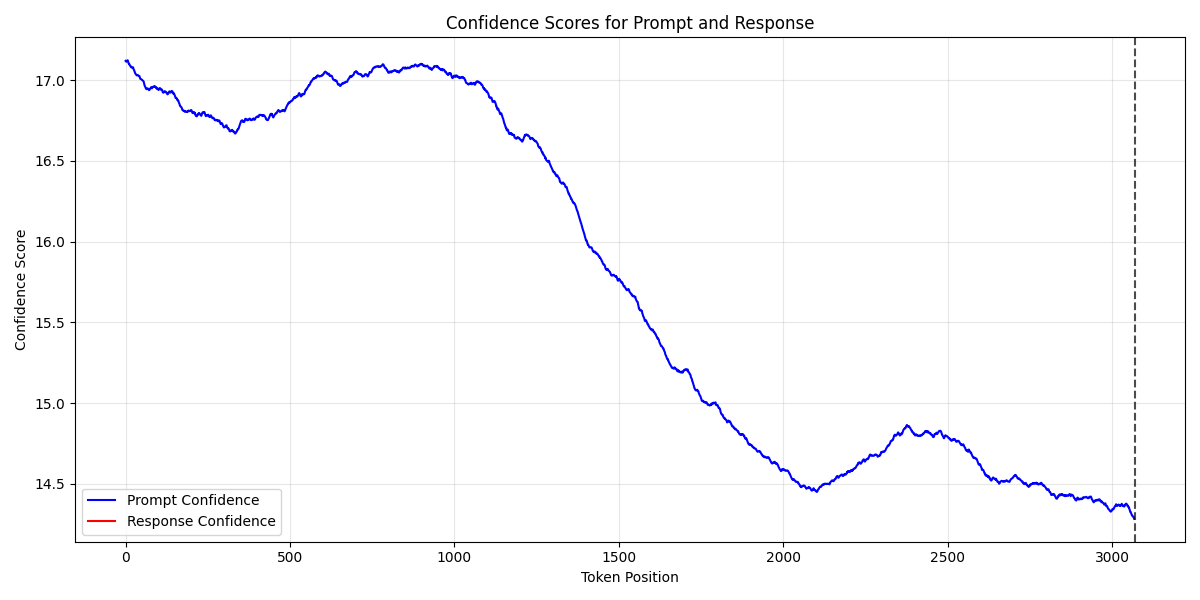 Confidence Scores for Prompt and Response
Confidence Score
17.0
16.5
16.0
15.5
15.0
14.5
Prompt Confidence
Response Confidence
0 500 1000 1500 2000 2500 3000
Token Position